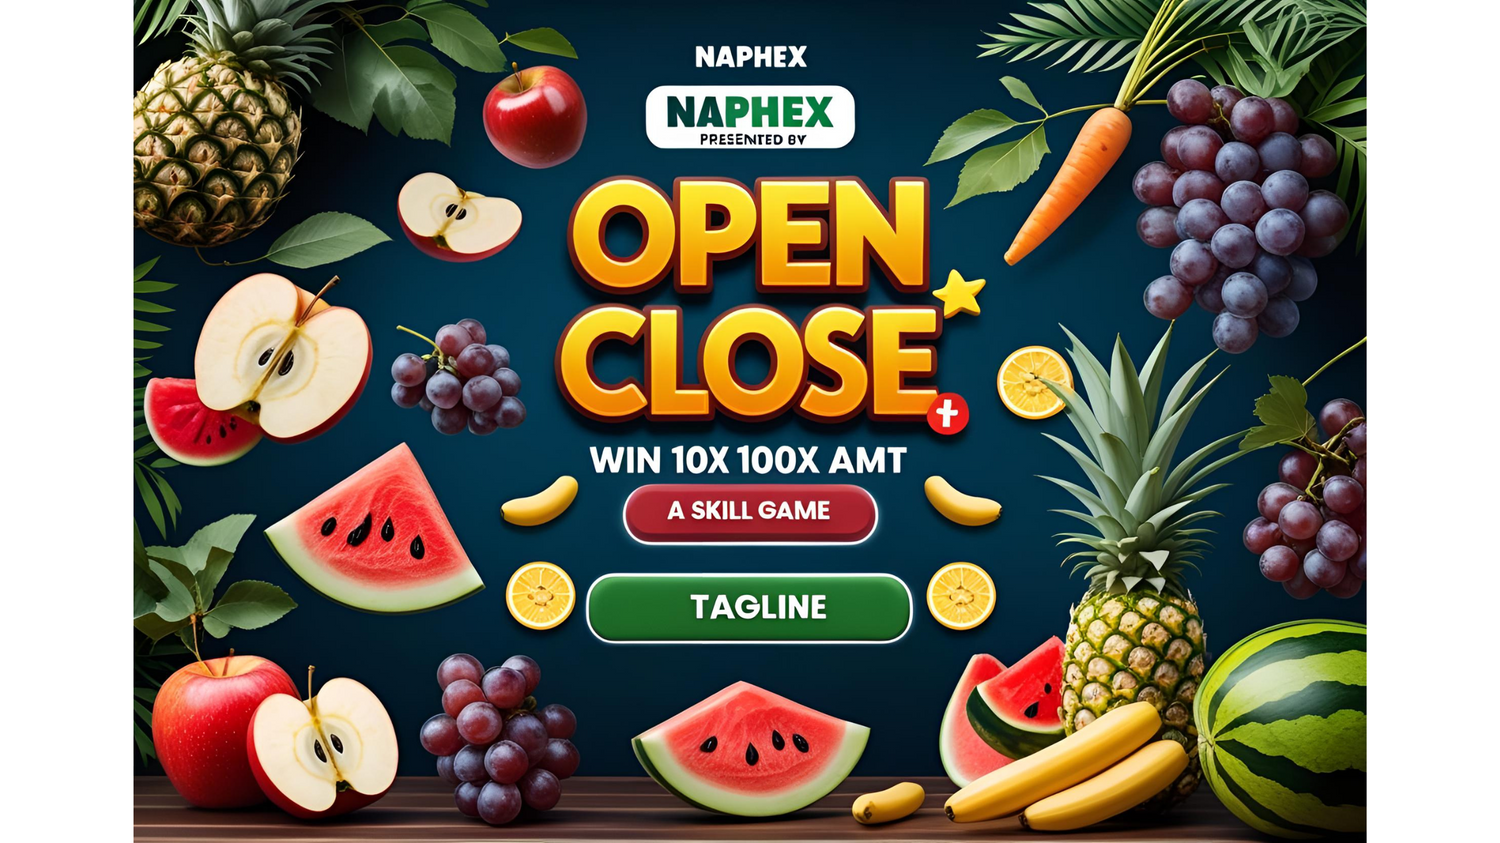 NAPHEX
NAPHEX
PRESENTED BY
OPEN
CLOSE
WIN 10X 100X AMT
A SKILL GAME
TAGLINE